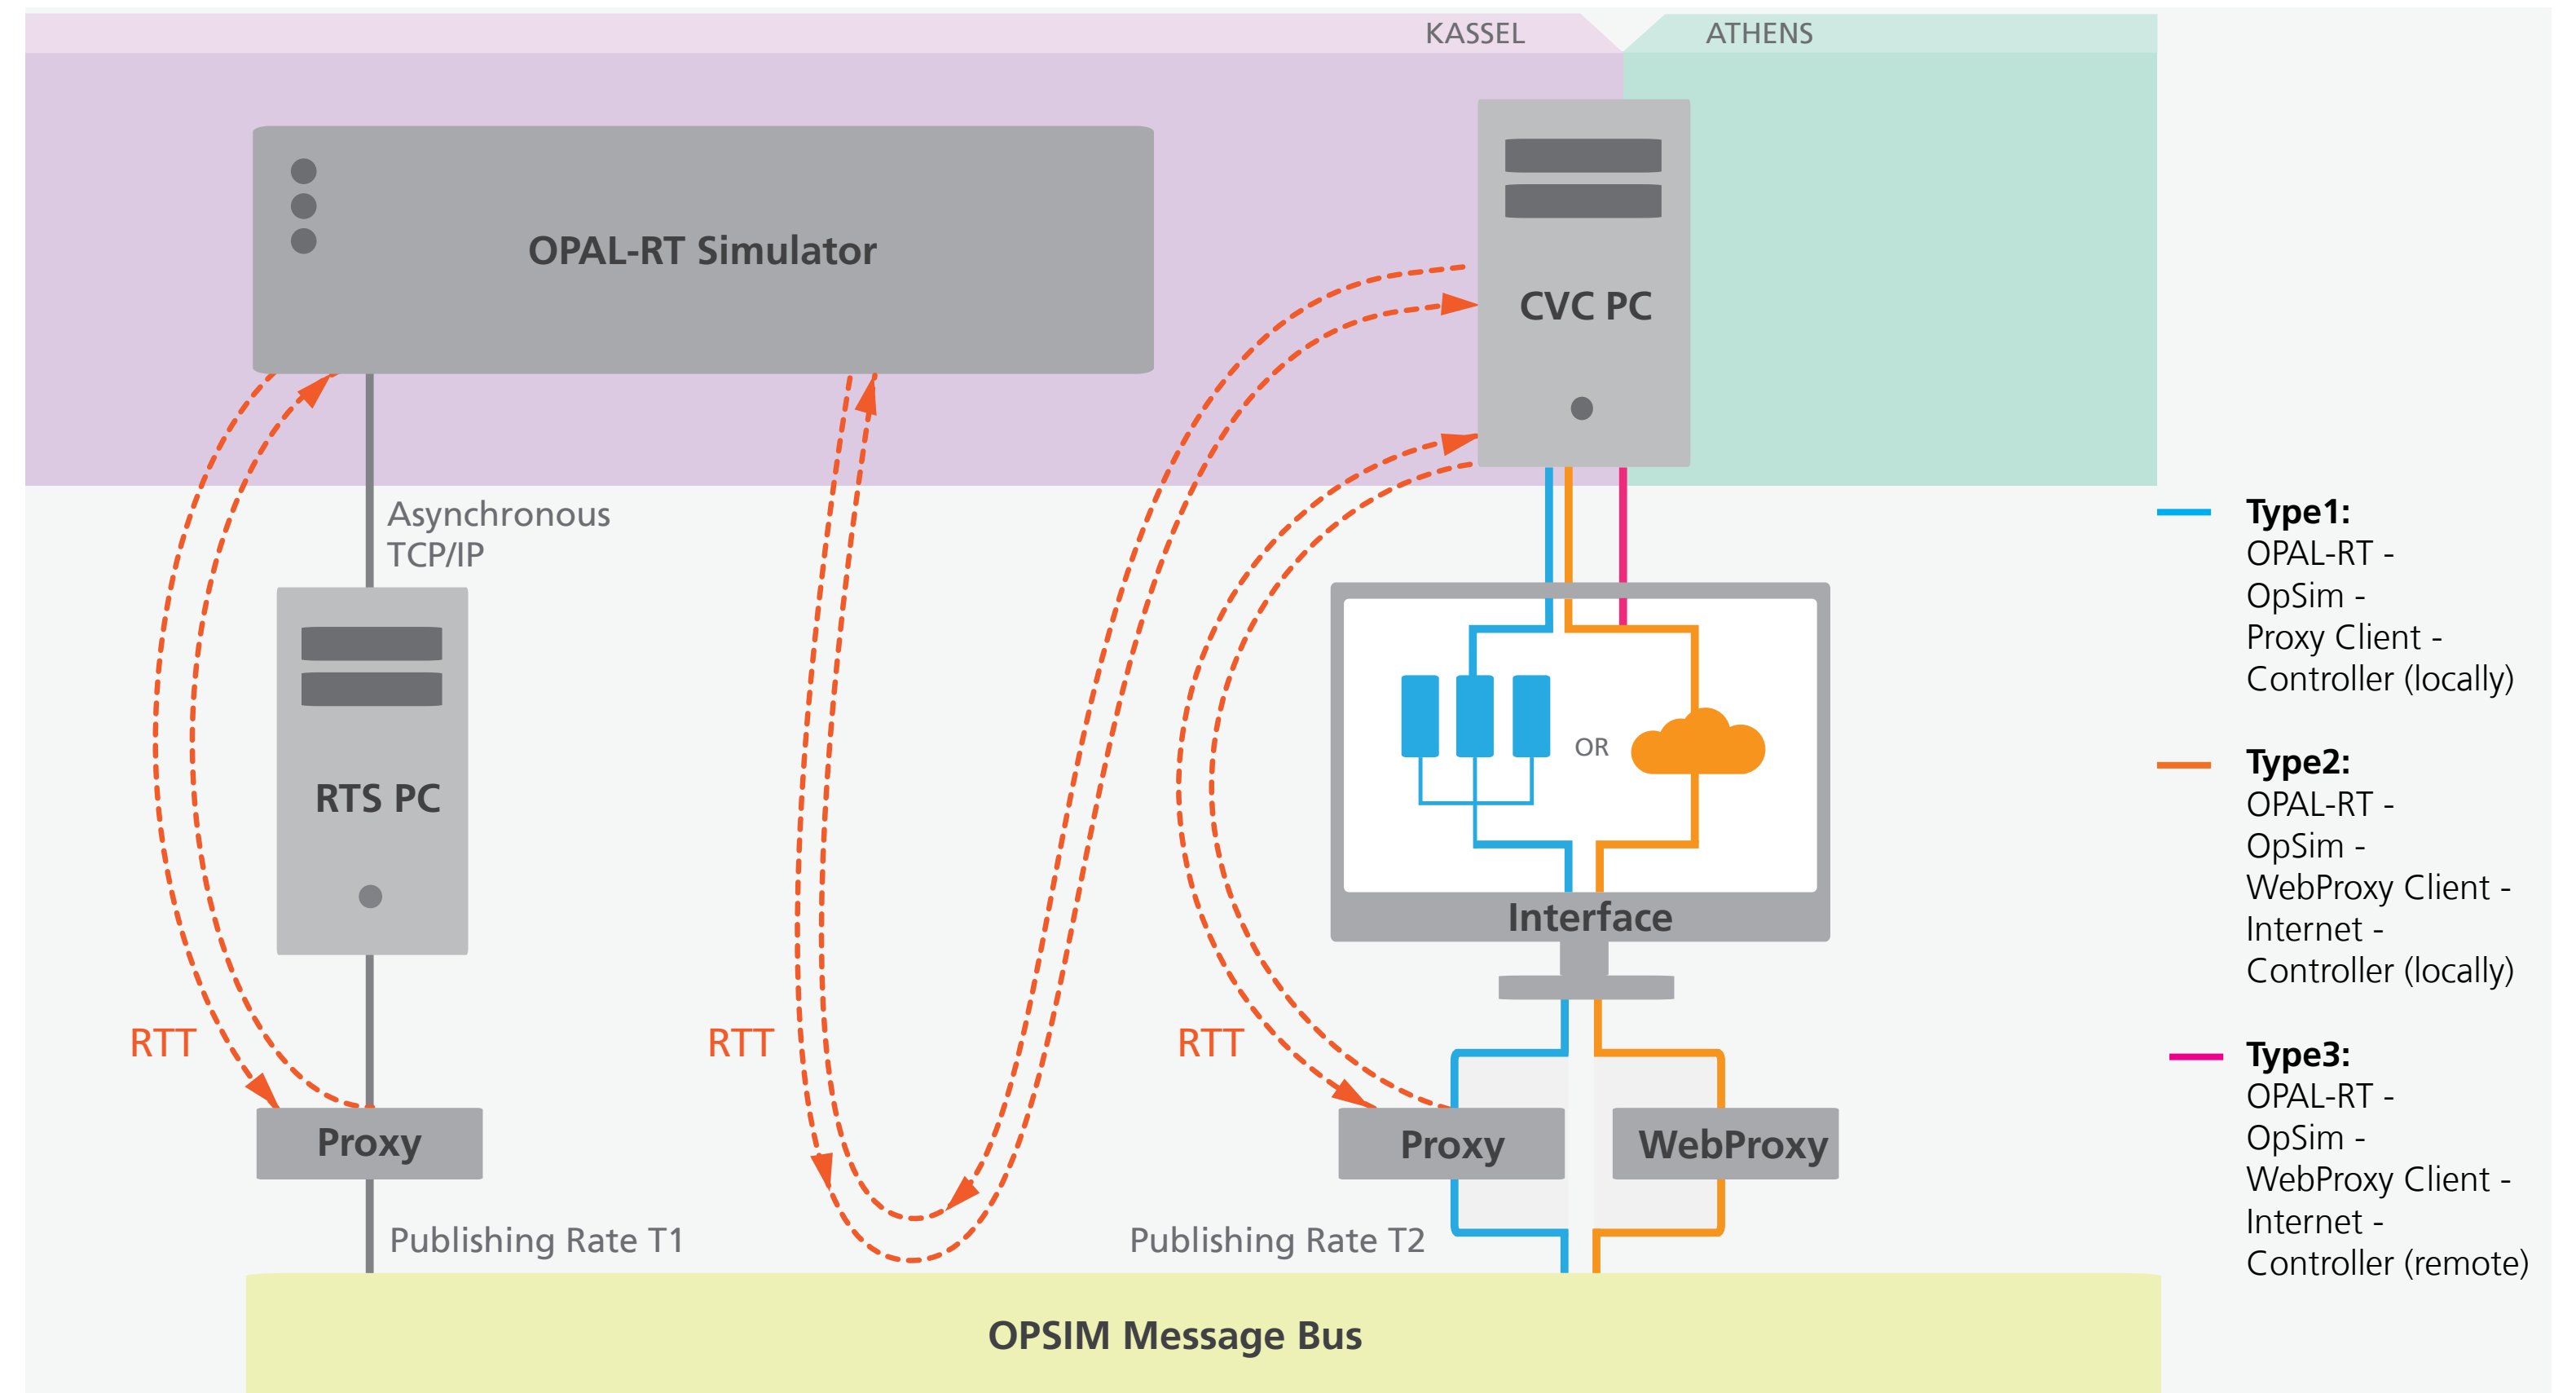 KASSEL
ATHENS
OPAL-RT Simulator
CVC PC
Asynchronous
TCP/IP
RTS PC
OR
Interface
RTT
RTT
RTT
Proxy
Proxy
WebProxy
Publishing Rate T1
Publishing Rate T2
OPSIM Message Bus
Type1:
OPAL-RT -
OpSim -
Proxy Client -
Controller (locally)
Type2:
OPAL-RT -
OpSim -
WebProxy Client -
Internet -
Controller (locally)
Type3:
OPAL-RT -
OpSim -
WebProxy Client -
Internet -
Controller (remote)